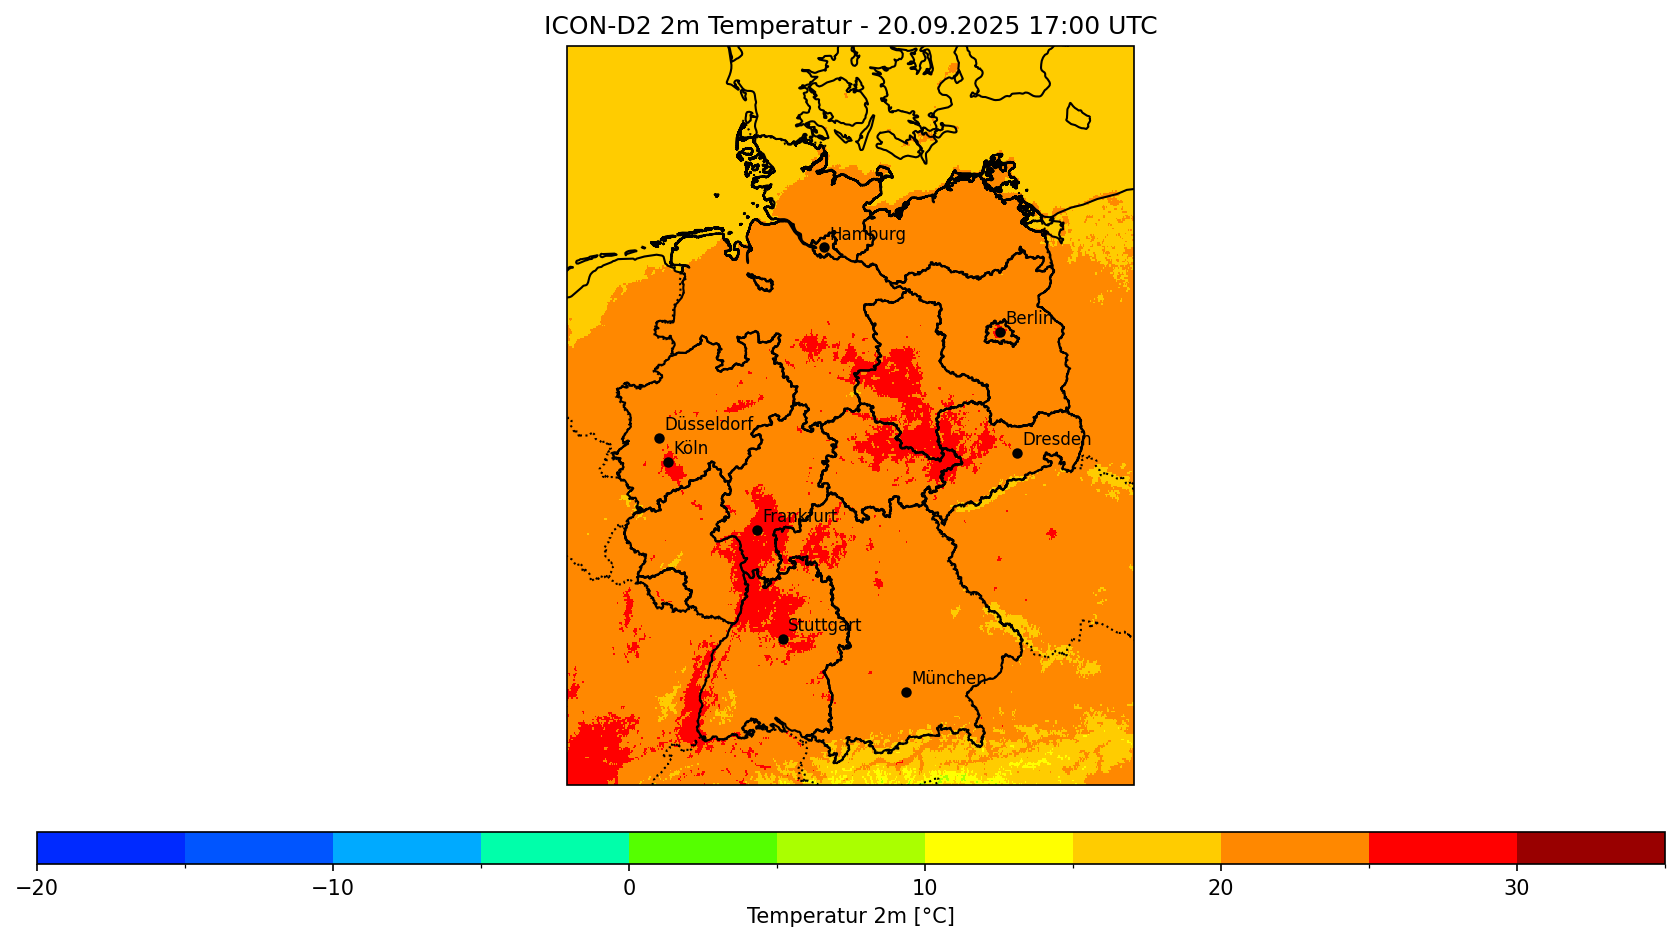 ICON-D2 2m Temperatur - 20.09.2025 17:00 UTC
Hamburg
Berlin
Düsseldorf
Köln
Dresden
Frankfurt
Stuttgart
München
−20 −10 0 10 20 30
Temperatur 2m [°C]